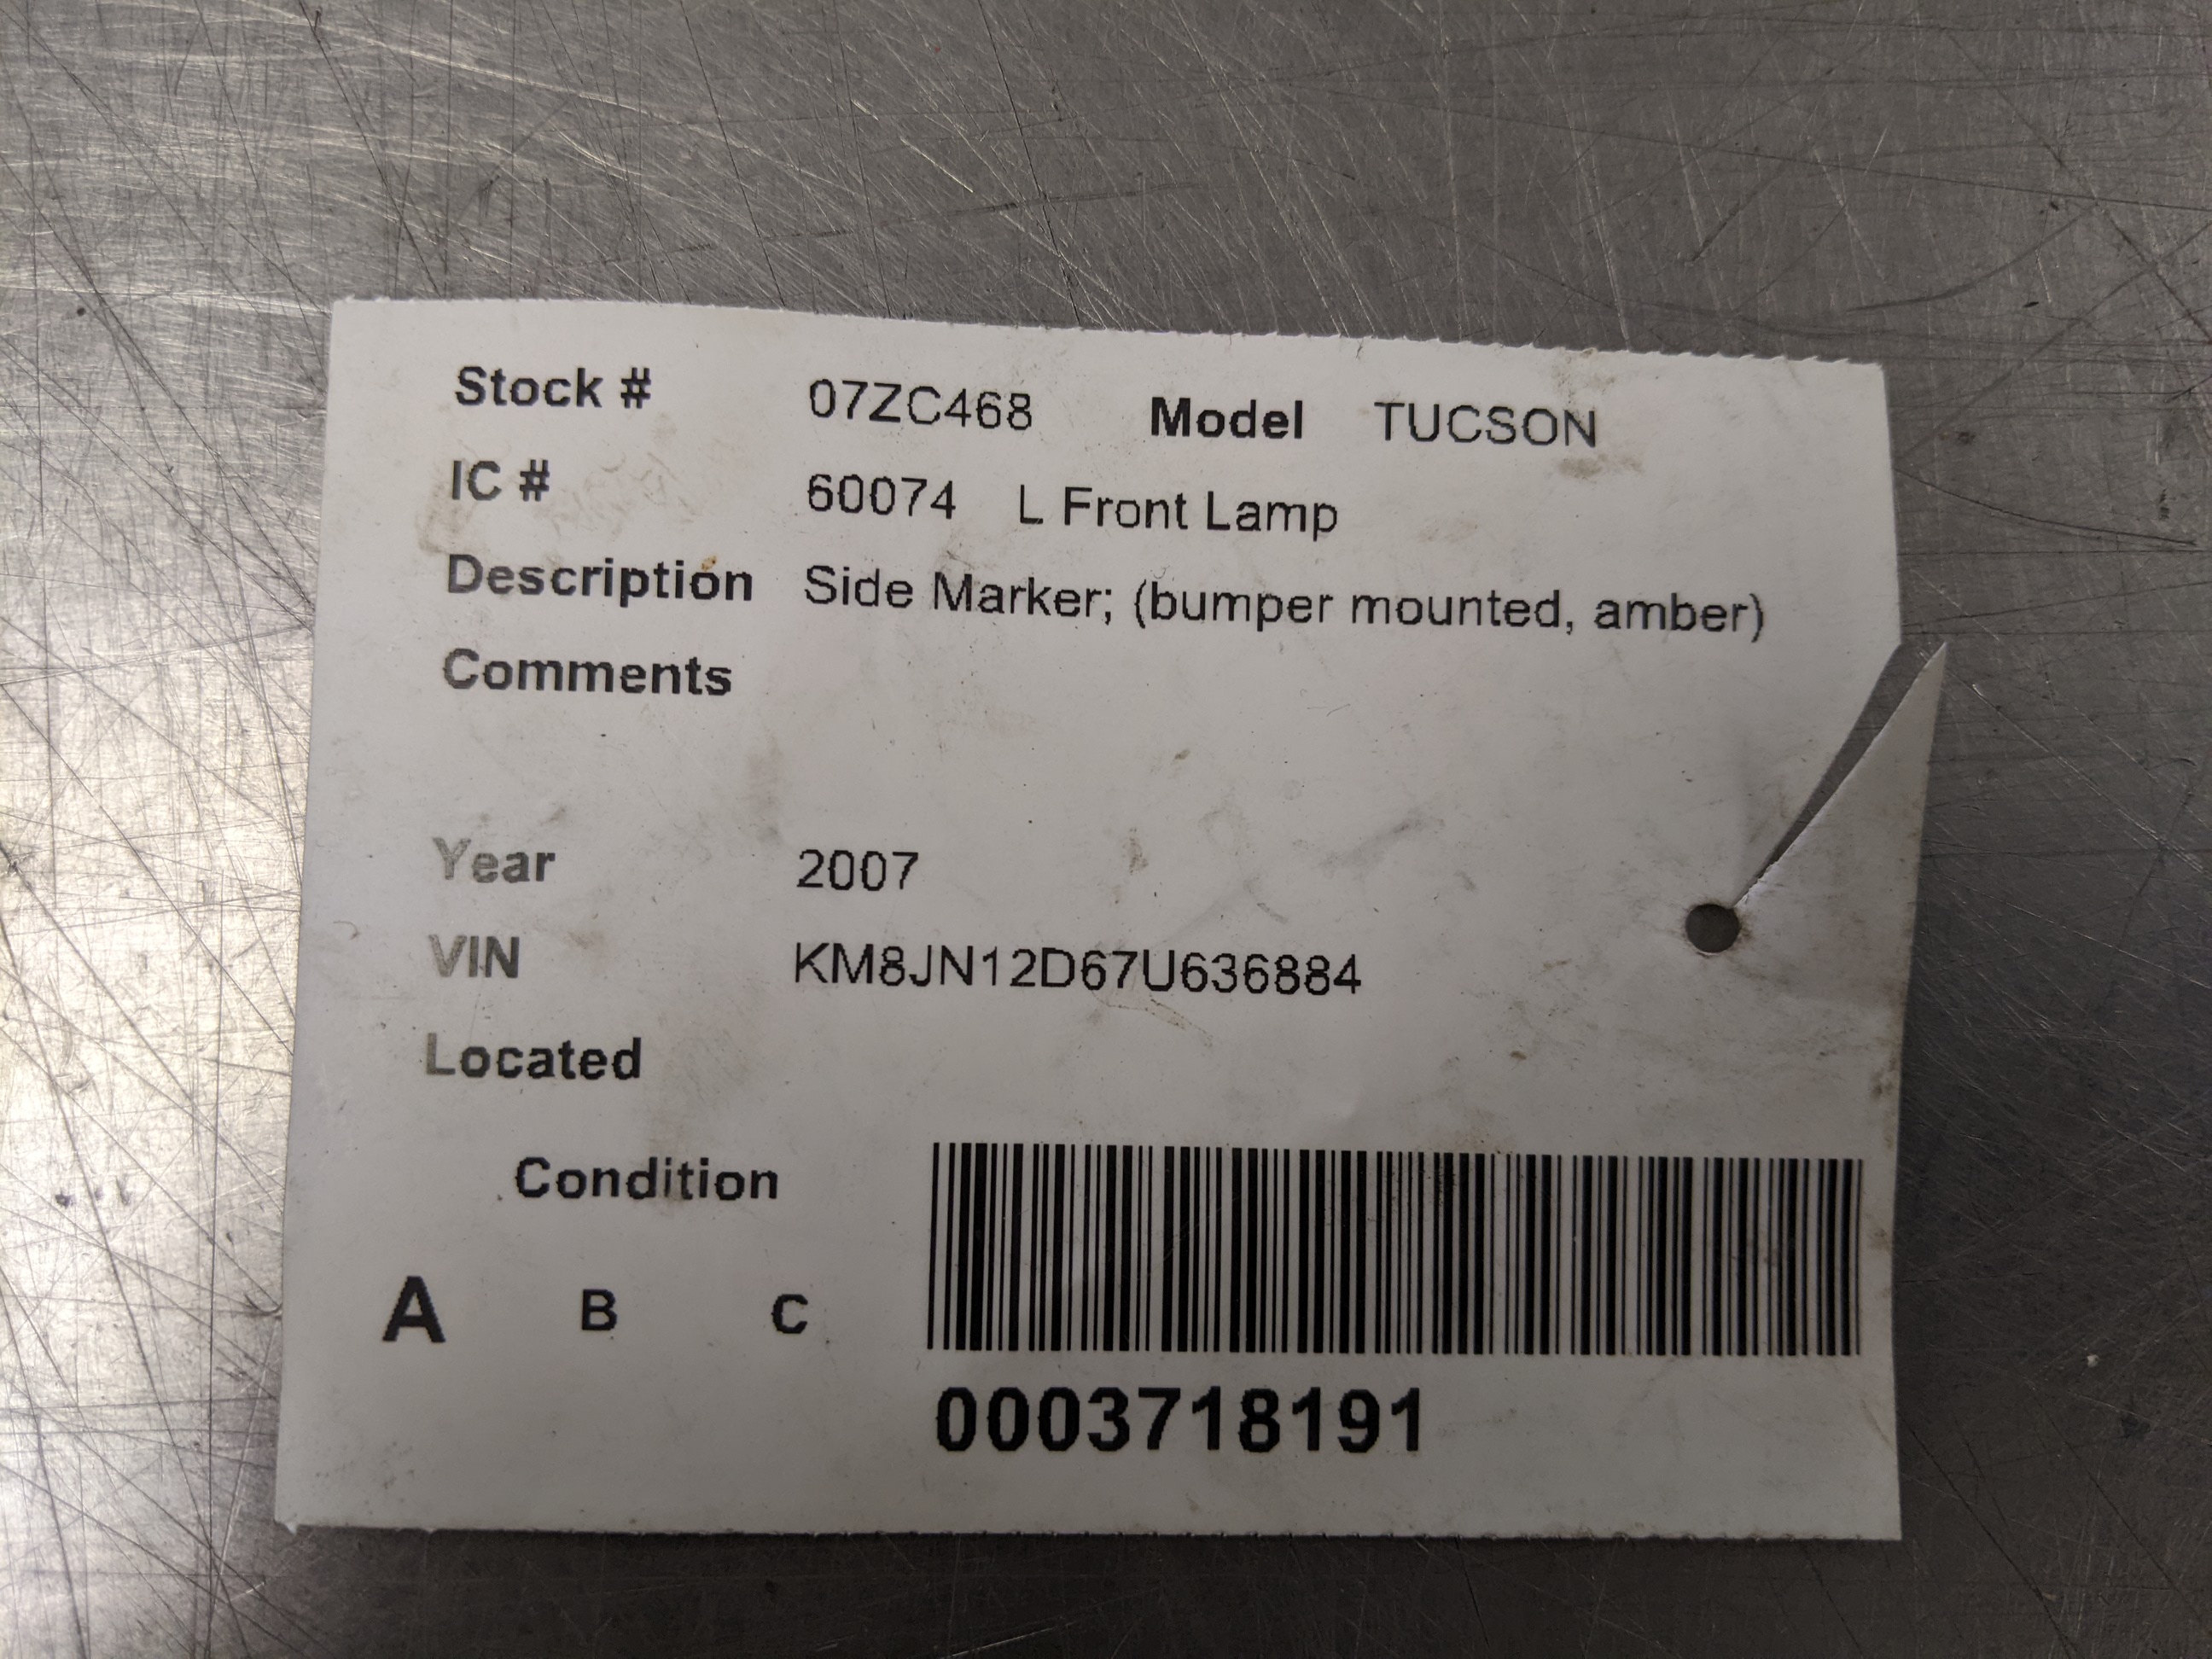 Stock # 07ZC468 Model TUCSON
IC # 60074 L Front Lamp
Description Side Marker; (bumper mounted, amber)
Comments
Year 2007
VIN KM8JN12D67U636884
Located
Condition
A B C
0003718191